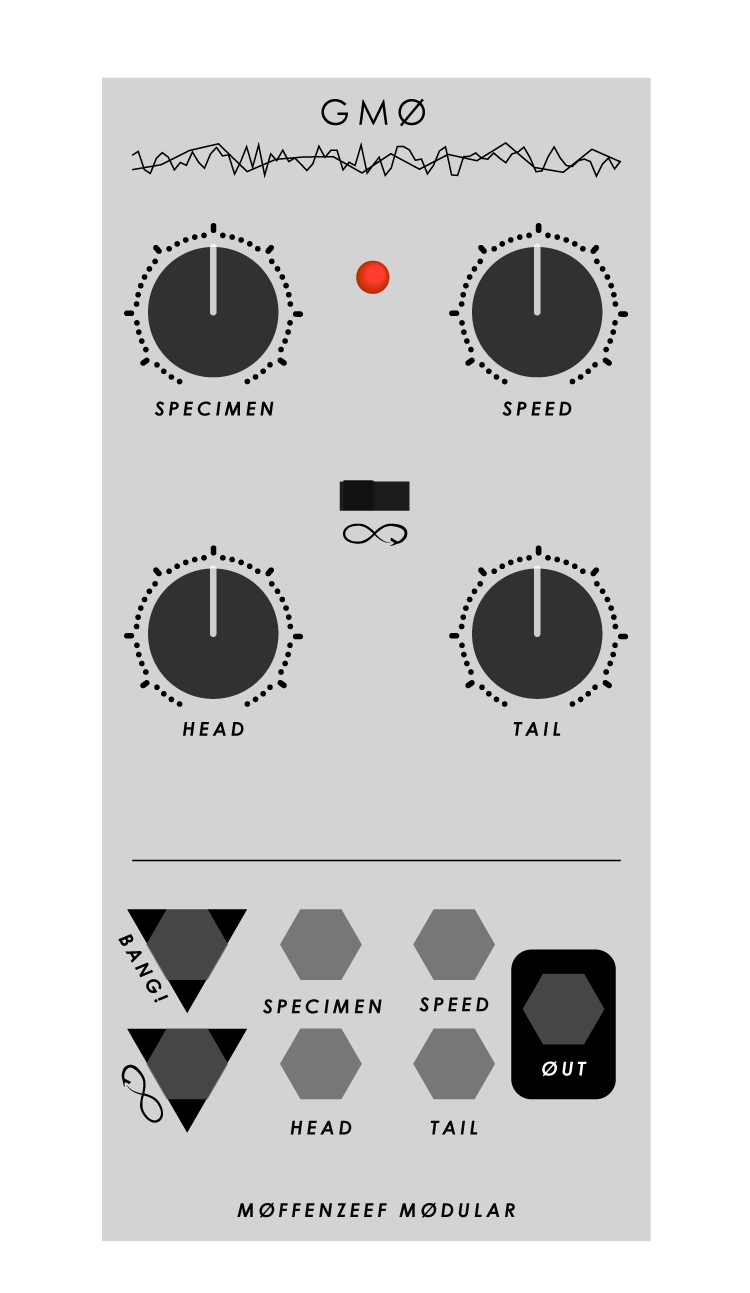 GMØ
SPECIMEN
SPEED
HEAD
TAIL
BANG!
SPECIMEN
SPEED
HEAD
TAIL
ØUT
MØFFENZEEF MØDULAR